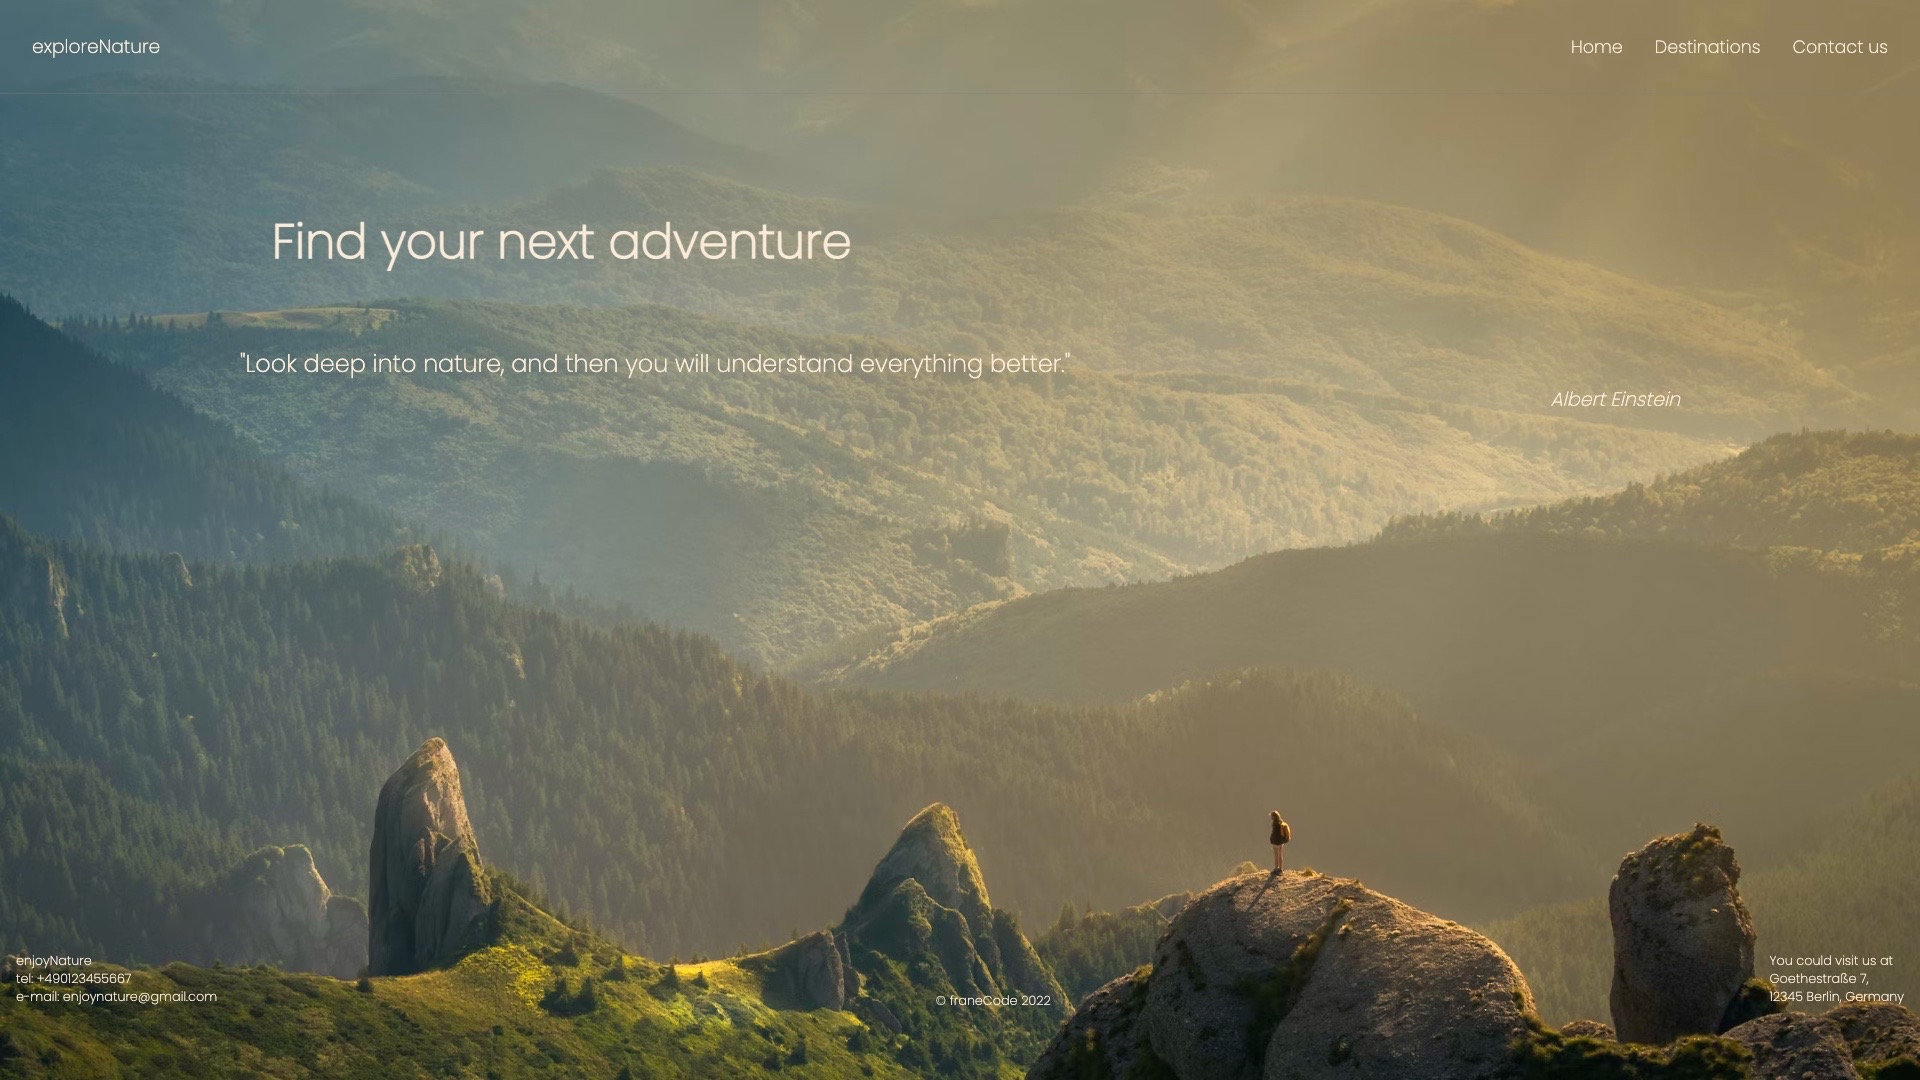 exploreNature
Home Destinations Contact us
Find your next adventure
"Look deep into nature, and then you will understand everything better."
Albert Einstein
enjoyNature
tel: +490123455667
e-mail: enjoynature@gmail.com
© franeCode 2022
You could visit us at
Goethestraße 7,
12345 Berlin, Germany